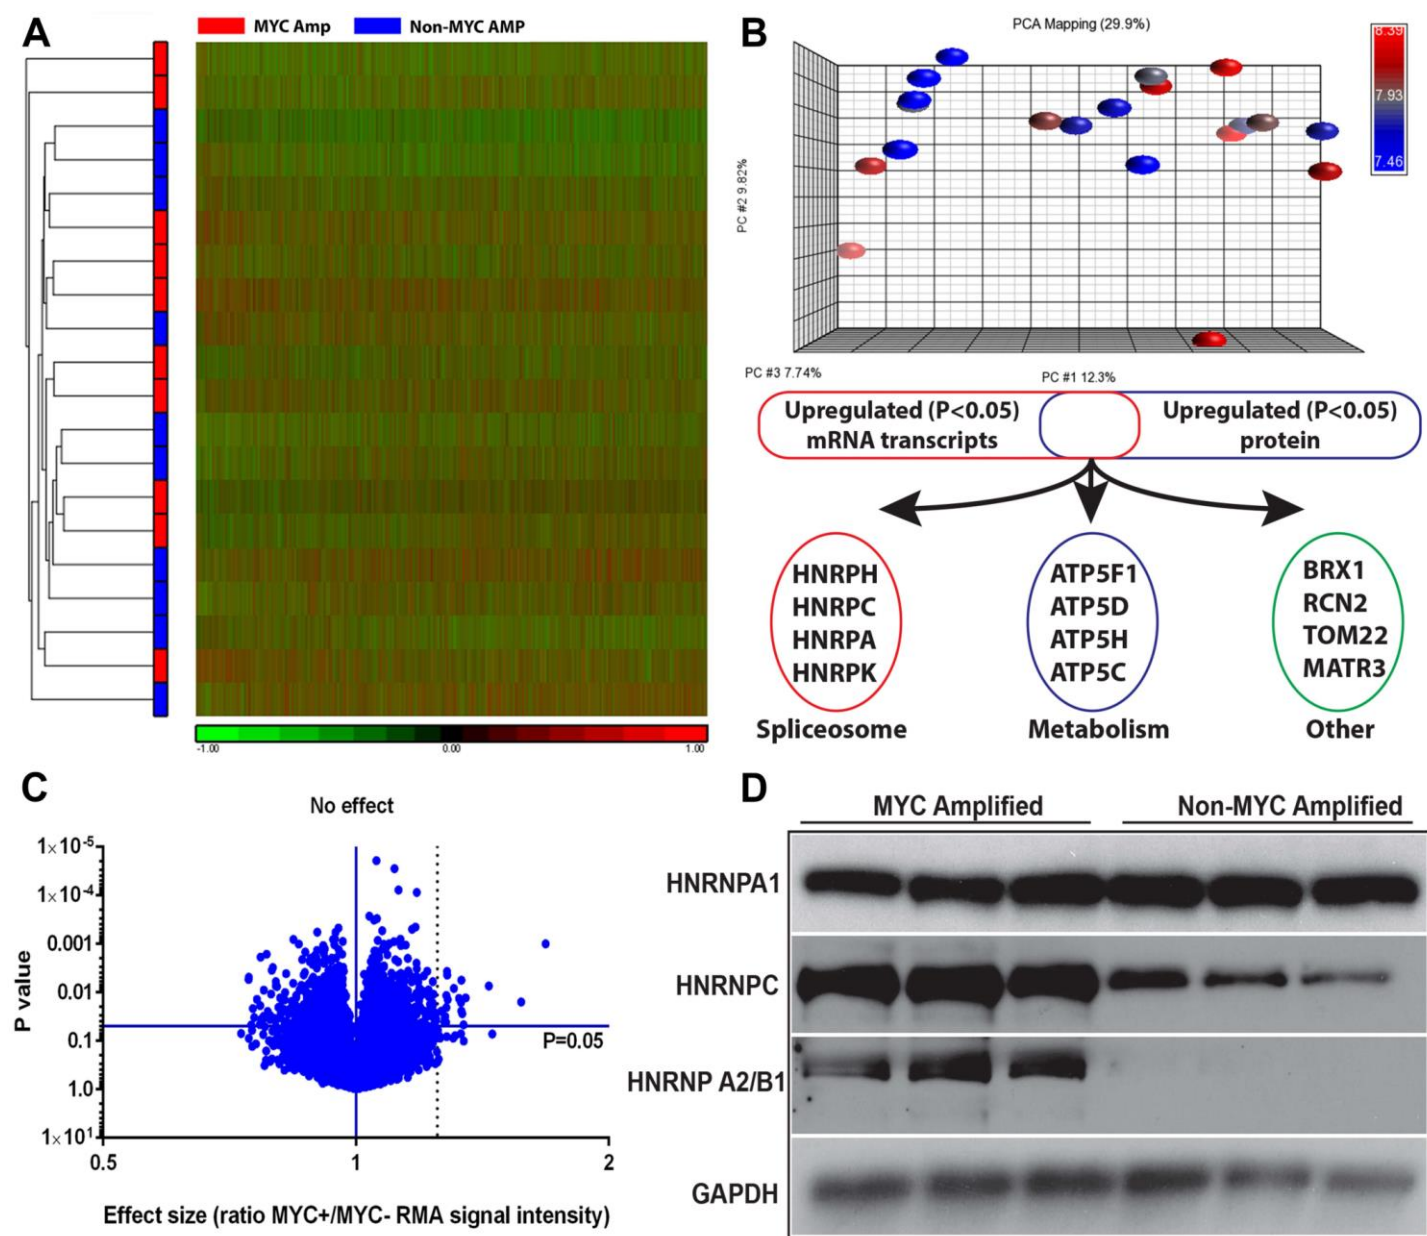 A
MYC Amp
Non-MYC AMP
-1.00
0.00
1.00
B
PCA Mapping (29.9%)
8.39
7.93
7.46
PC #2 9.82%
PC #3 7.74%
PC #1 12.3%
Upregulated (P<0.05)
mRNA transcripts
Upregulated (P<0.05)
protein
HNRPH
HNRPC
HNRPA
HNRPK
Spliceosome
ATP5F1
ATP5D
ATP5H
ATP5C
Metabolism
BRX1
RCN2
TOM22
MATR3
Other
C
No effect
1×10-5
1×10-4
0.001
0.01
0.1
1.0
1×101
P value
P=0.05
0.5
1
2
Effect size (ratio MYC+/MYC- RMA signal intensity)
D
MYC Amplified
Non-MYC Amplified
HNRNPA1
HNRNPC
HNRNP A2/B1
GAPDH